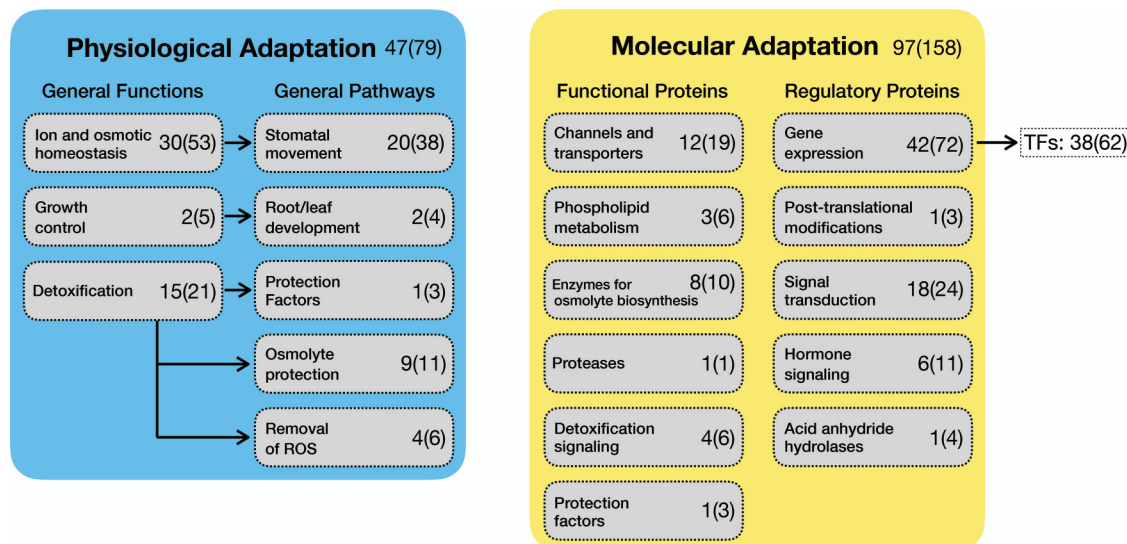 Physiological Adaptation 47(79)
General Functions
General Pathways
Ion and osmotic
homeostasis 30(53)
Stomatal
movement 20(38)
Growth
control 2(5)
Root/leaf
development 2(4)
Detoxification 15(21)
Protection
Factors 1(3)
Osmolyte
protection 9(11)
Removal
of ROS 4(6)
Molecular Adaptation 97(158)
Functional Proteins
Regulatory Proteins
Channels and
transporters 12(19)
Gene
expression 42(72)
TFs: 38(62)
Phospholipid
metabolism 3(6)
Post-translational
modifications 1(3)
Enzymes for
osmolyte biosynthesis 8(10)
Signal
transduction 18(24)
Proteases 1(1)
Hormone
signaling 6(11)
Detoxification
signaling 4(6)
Acid anhydride
hydrolases 1(4)
Protection
factors 1(3)